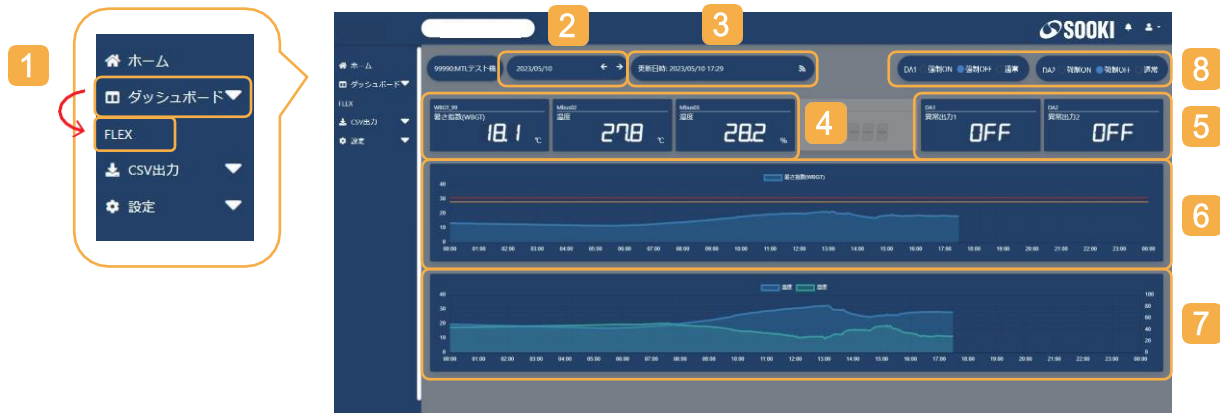 1
ホーム
ダッシュボード
FLEX
CSV出力
設定
2
3
SOOKI
ホーム
ダッシュボード
FLEX
CSV出力
設定
99990:MTLテスト機
2023/05/10
更新日時: 2023/05/10 17:29
DA1 強制ON 強制OFF 通常
DA2 強制ON 強制OFF 通常
8
WBGT_99
暑さ指数(WBGT)
18.1 ℃
Mbus02
温度
27.8 ℃
Mbus03
湿度
28.2 %
4
DA1
異常出力1
OFF
DA2
異常出力2
OFF
5
暑さ指数(WBGT)
40
30
20
10
0
00:00 01:00 02:00 03:00 04:00 05:00 06:00 07:00 08:00 09:00 10:00 11:00 12:00 13:00 14:00 15:00 16:00 17:00 18:00 19:00 20:00 21:00 22:00 23:00 00:00
6
温度 湿度
40
30
20
10
0
100
80
60
40
20
0
00:00 01:00 02:00 03:00 04:00 05:00 06:00 07:00 08:00 09:00 10:00 11:00 12:00 13:00 14:00 15:00 16:00 17:00 18:00 19:00 20:00 21:00 22:00 23:00 00:00
7